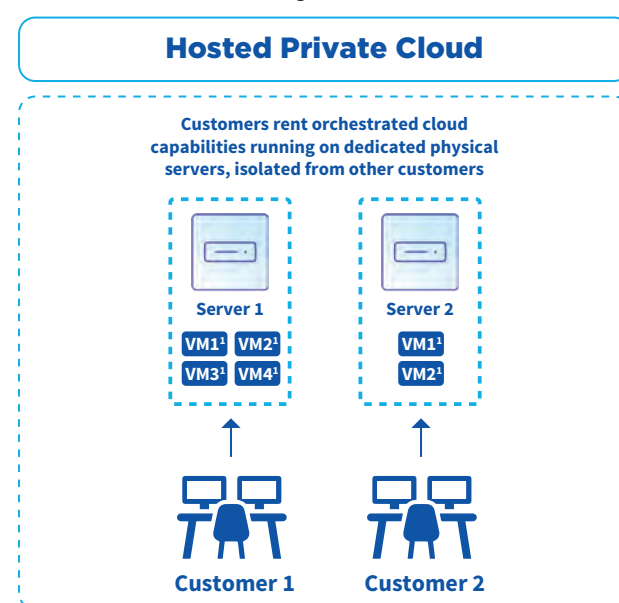 Hosted Private Cloud
Customers rent orchestrated cloud
capabilities running on dedicated physical
servers, isolated from other customers
Server 1
Server 2
VM1¹ VM2¹
VM3¹ VM4¹
VM1¹
VM2¹
Customer 1
Customer 2